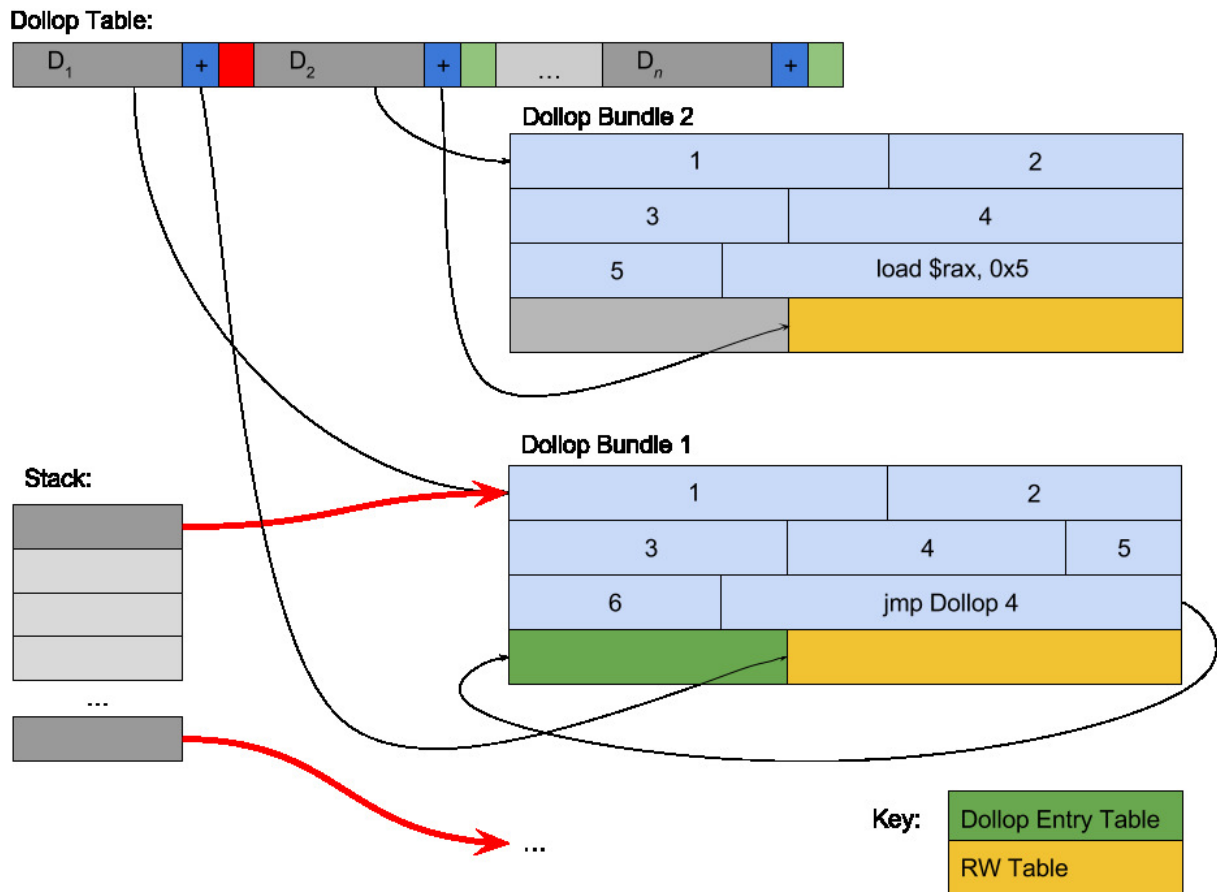 Dollop Table:
D1 + D2 + ... Dn +
Dollop Bundle 2
1 2
3 4
5 load $rax, 0x5
Dollop Bundle 1
Stack:
1 2
3 4 5
6 jmp Dollop 4
...
...
Key:
Dollop Entry Table
RW Table